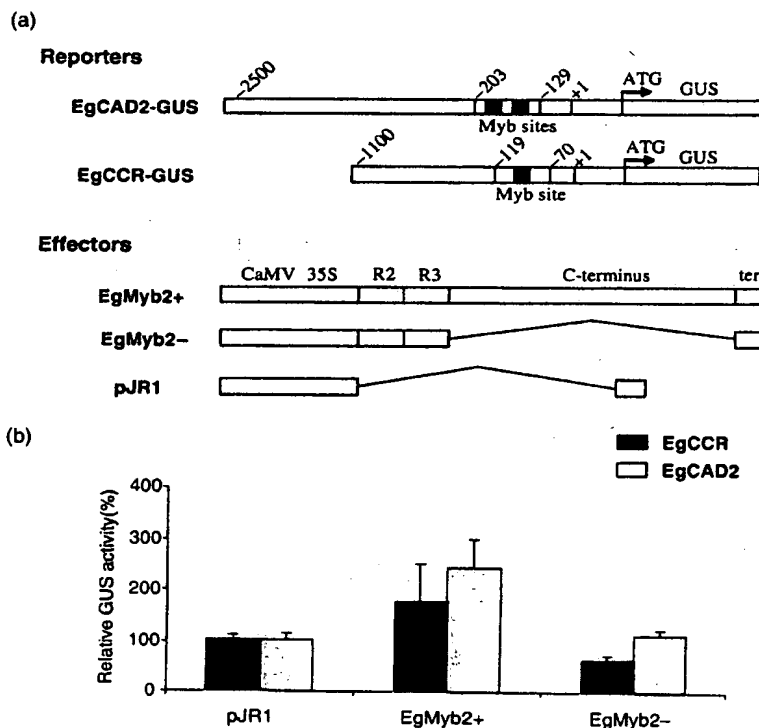 (a)
Reporters
-2500
-203
-129
+1
ATG
GUS
EgCAD2-GUS
Myb sites
-1100
-119
-70
+1
ATG
GUS
EgCCR-GUS
Myb site
Effectors
CaMV 35S R2 R3 C-terminus ter
EgMyb2+
EgMyb2−
pJR1
(b)
EgCCR
EgCAD2
Relative GUS activity(%)
400
300
200
100
0
pJR1 EgMyb2+ EgMyb2−